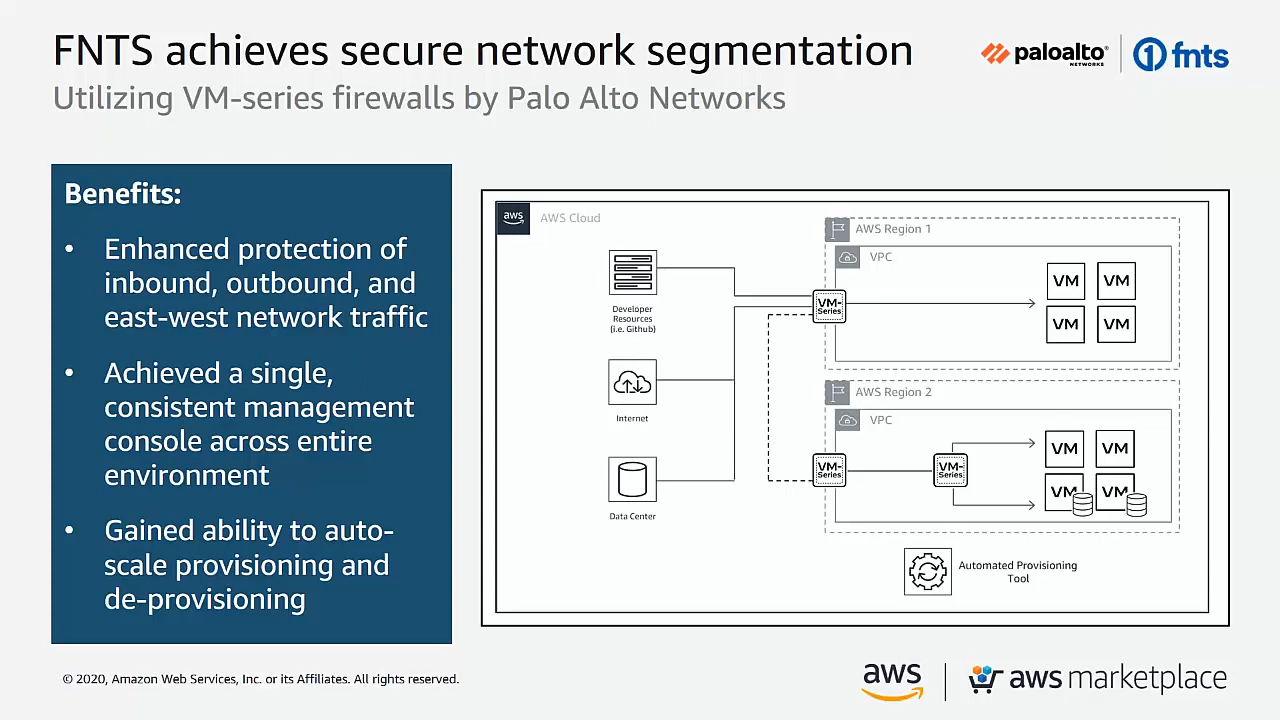 FNTS achieves secure network segmentation
Utilizing VM-series firewalls by Palo Alto Networks
paloalto®
NETWORKS
1 fnts
Benefits:
• Enhanced protection of
inbound, outbound, and
east-west network traffic
• Achieved a single,
consistent management
console across entire
environment
• Gained ability to auto-
scale provisioning and
de-provisioning
aws
AWS Cloud
Developer
Resources
(i.e. Github)
Internet
Data Center
AWS Region 1
VPC
VM-
Series
VM VM
VM VM
AWS Region 2
VPC
VM-
Series
VM-
Series
VM VM
VM VM
Automated Provisioning
Tool
© 2020, Amazon Web Services, Inc. or its Affiliates. All rights reserved.
aws
aws marketplace